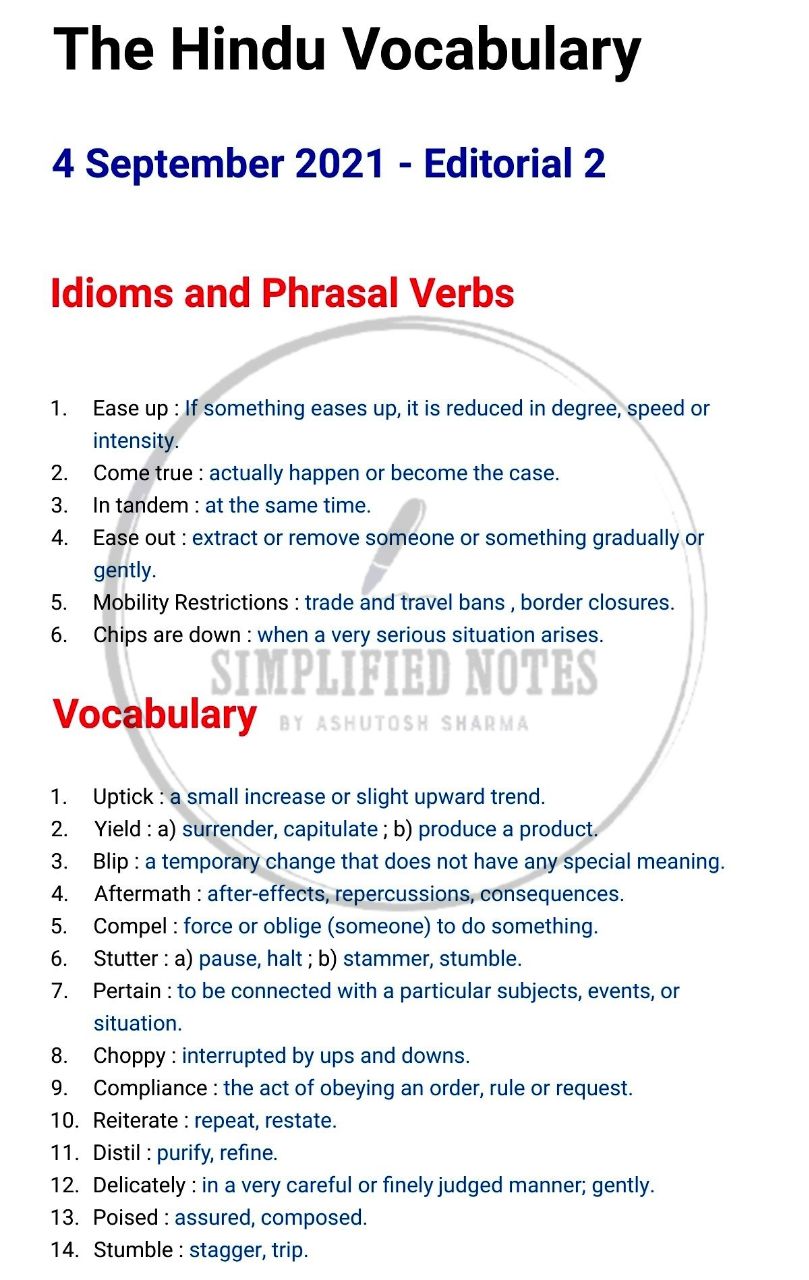 The Hindu Vocabulary
4 September 2021 - Editorial 2
Idioms and Phrasal Verbs
1. Ease up : If something eases up, it is reduced in degree, speed or
intensity.
2. Come true : actually happen or become the case.
3. In tandem : at the same time.
4. Ease out : extract or remove someone or something gradually or
gently.
5. Mobility Restrictions : trade and travel bans , border closures.
6. Chips are down : when a very serious situation arises.
SIMPLIFIED NOTES
BY ASHUTOSH SHARMA
Vocabulary
1. Uptick : a small increase or slight upward trend.
2. Yield : a) surrender, capitulate ; b) produce a product.
3. Blip : a temporary change that does not have any special meaning.
4. Aftermath : after-effects, repercussions, consequences.
5. Compel : force or oblige (someone) to do something.
6. Stutter : a) pause, halt ; b) stammer, stumble.
7. Pertain : to be connected with a particular subjects, events, or
situation.
8. Choppy : interrupted by ups and downs.
9. Compliance : the act of obeying an order, rule or request.
10. Reiterate : repeat, restate.
11. Distil : purify, refine.
12. Delicately : in a very careful or finely judged manner; gently.
13. Poised : assured, composed.
14. Stumble : stagger, trip.